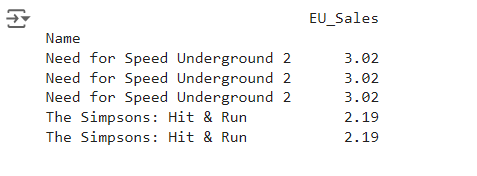 EU_Sales
Name
Need for Speed Underground 2 3.02
Need for Speed Underground 2 3.02
Need for Speed Underground 2 3.02
The Simpsons: Hit & Run 2.19
The Simpsons: Hit & Run 2.19